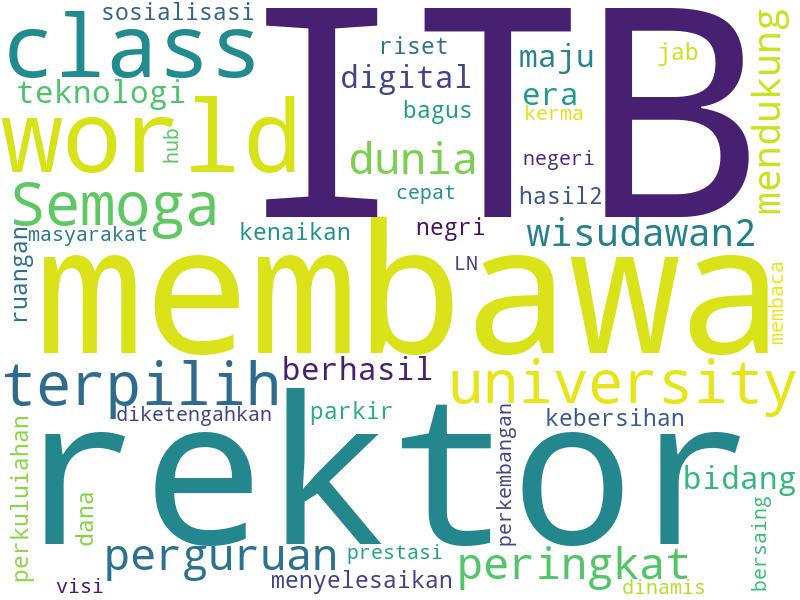 sosialisasi
ITB
class
riset
maju
jab
mendukung
digital
teknologi
era
bagus
kerma
world
hub
dunia
negeri
Semoga
cepat
hasil2
masyarakat
kenaikan
negri
wisudawan2
ruangan
membawa
LN
membaca
terpilih
berhasil
university
diketengahkan
parkir
perkembangan
kebersihan
rektor
perkuluiahan
dana
bidang
bersaing
perguruan
prestasi
peringkat
visi
menyelesaikan
dinamis